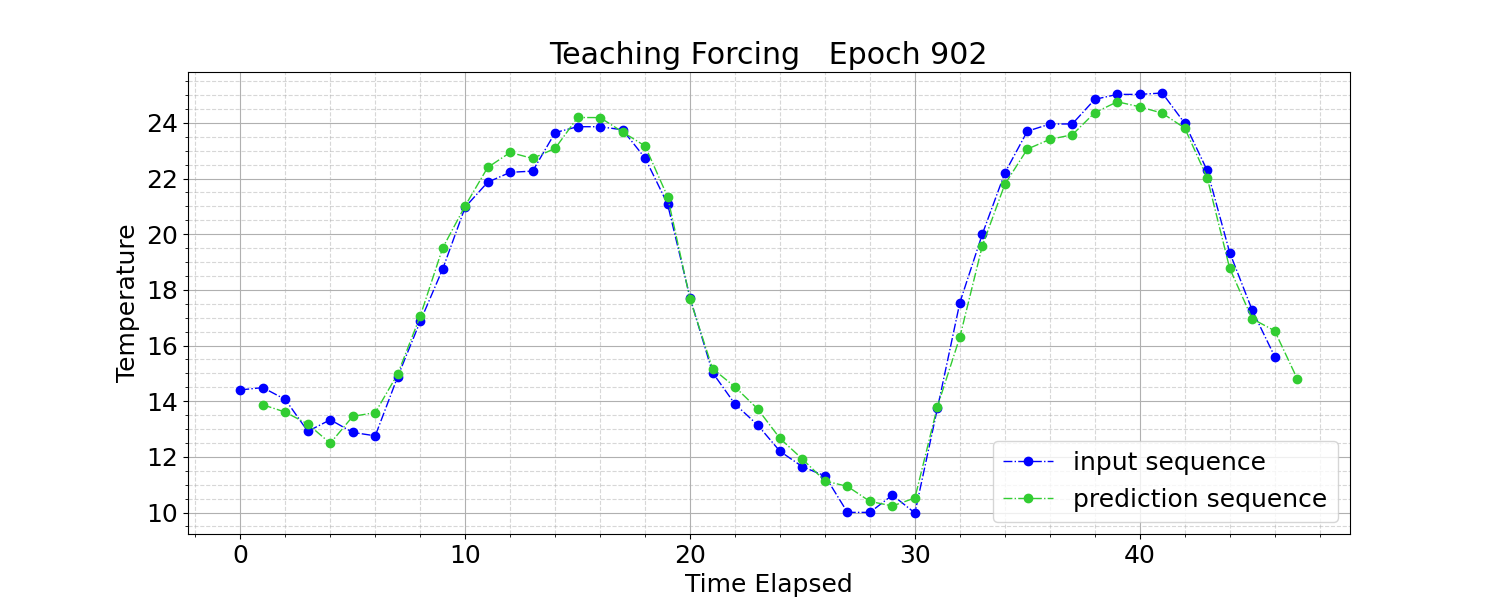 Teaching Forcing   Epoch 902
Temperature
24
22
20
18
16
14
12
10
input sequence
prediction sequence
0 10 20 30 40
Time Elapsed